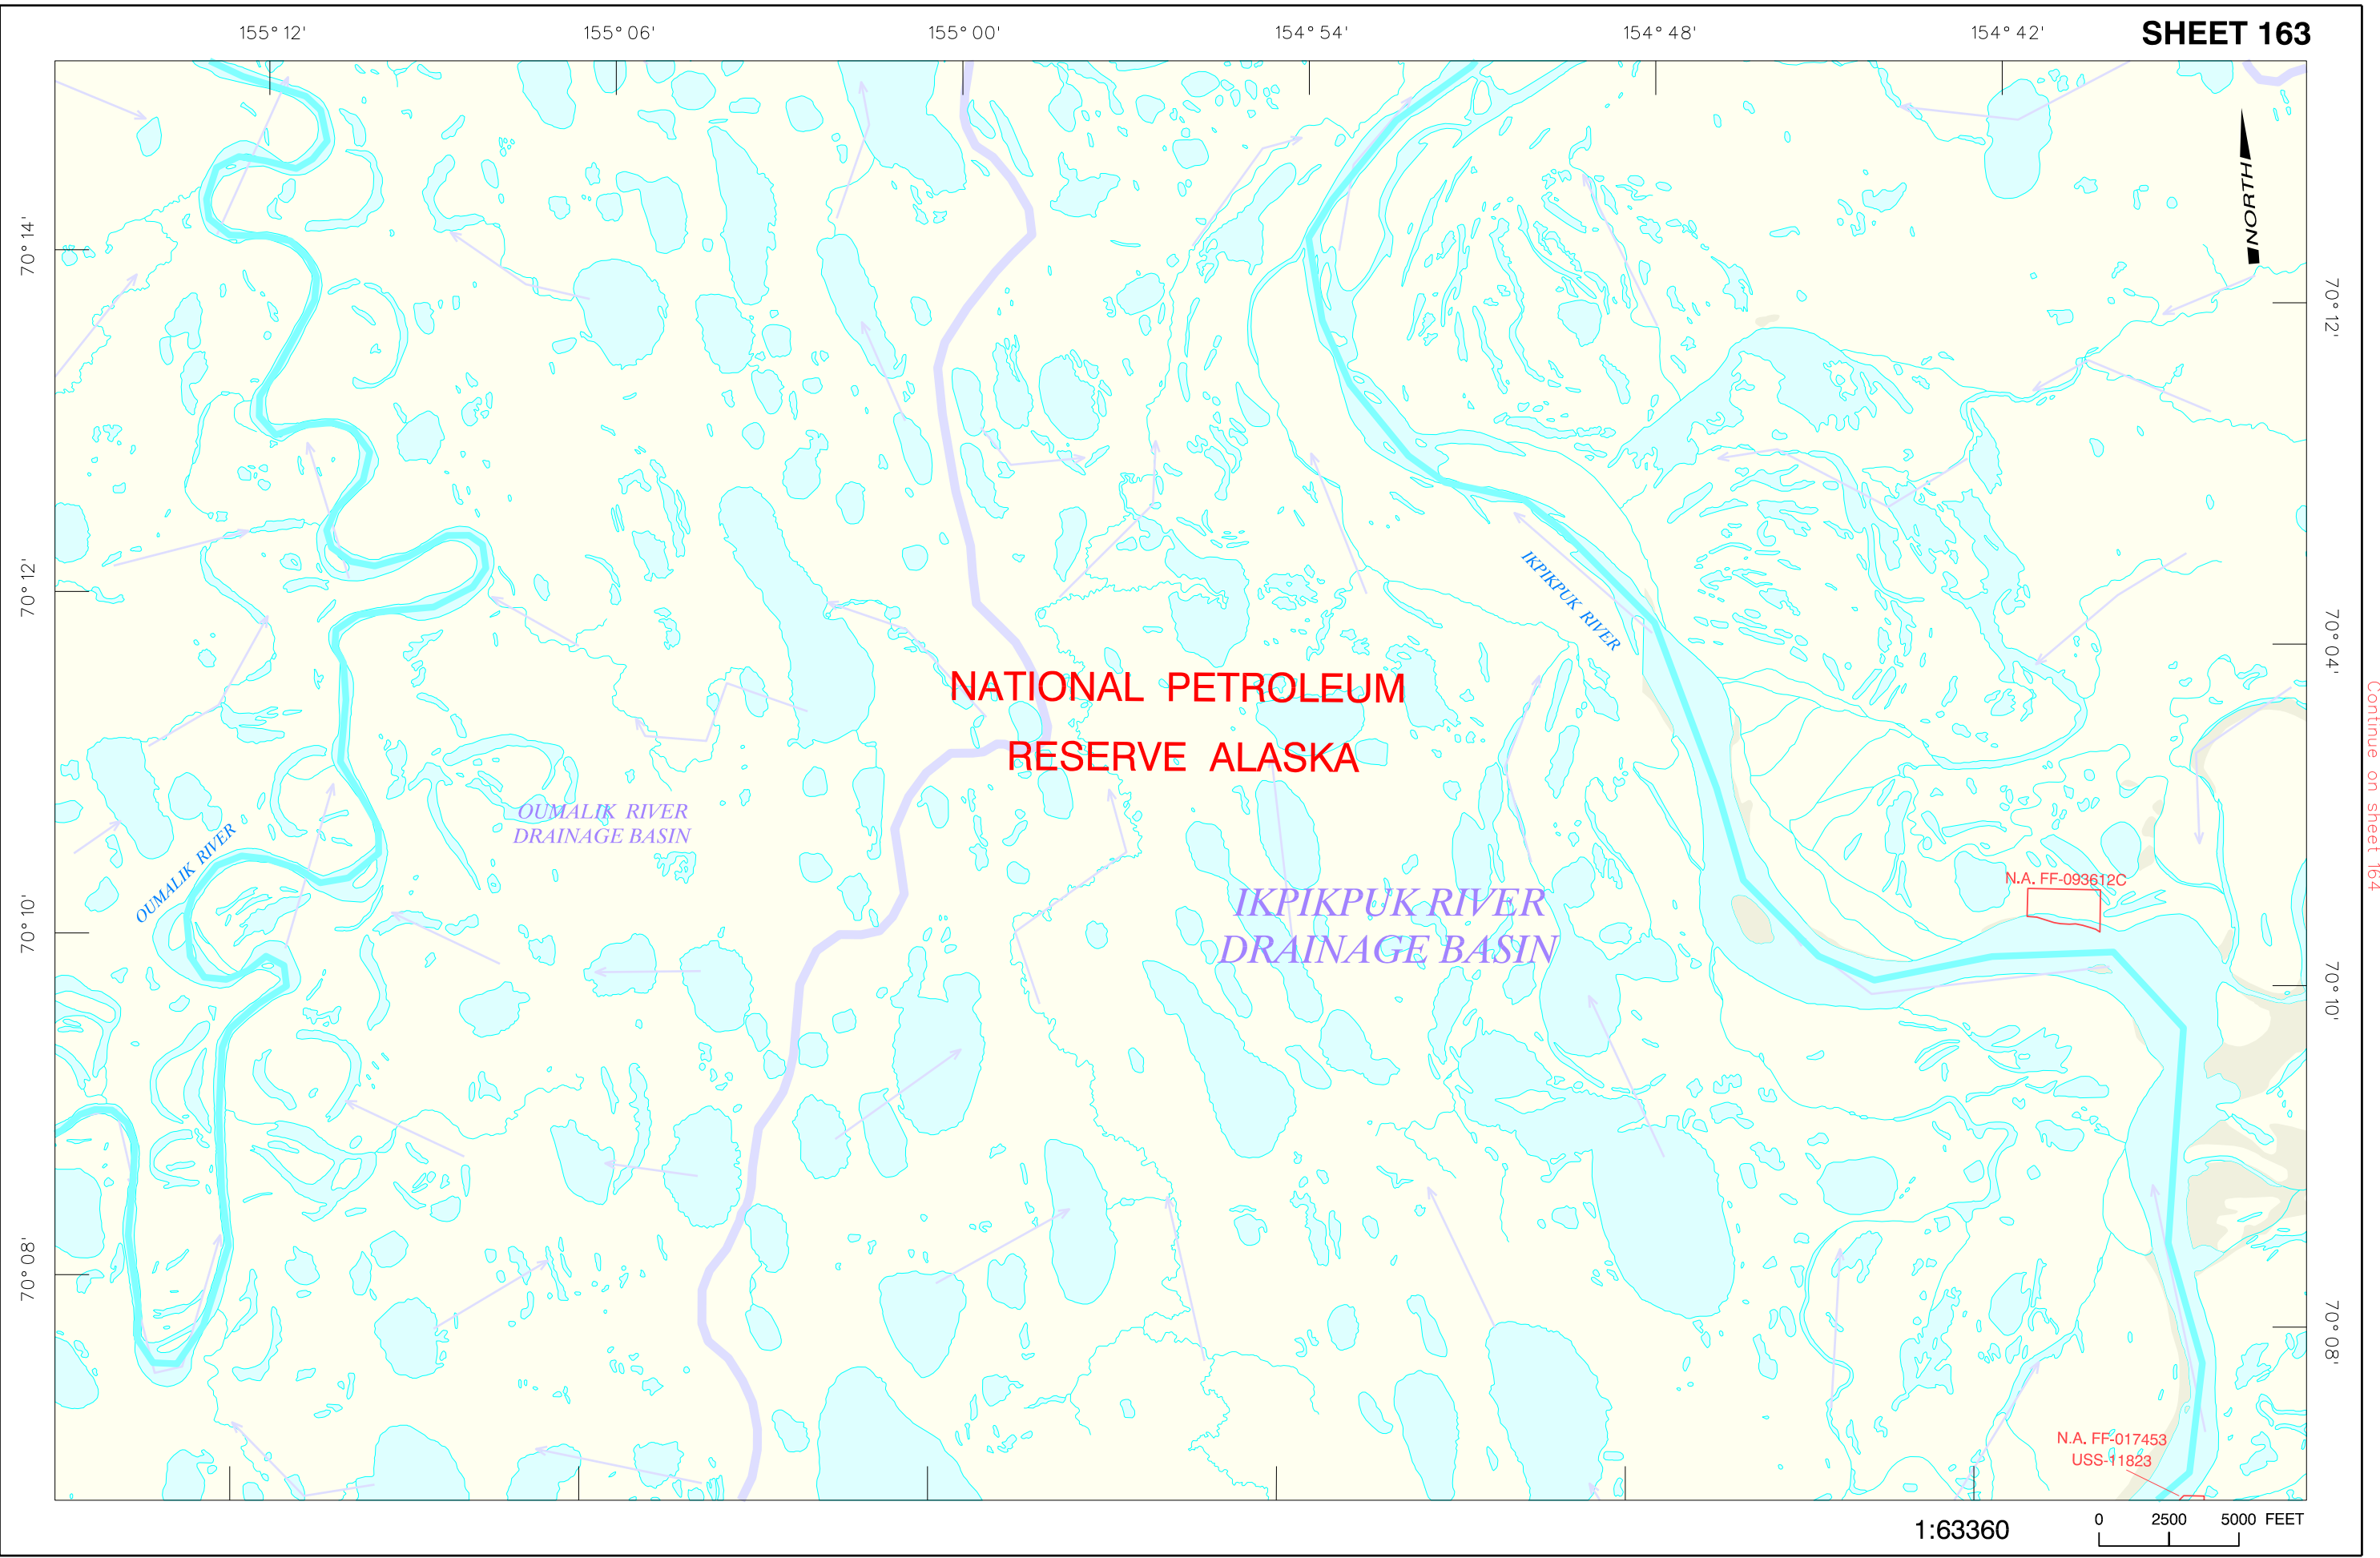 155° 12'
155° 06'
155° 00'
154° 54'
154° 48'
154° 42'
SHEET 163
NORTH
70° 14'
70° 12'
70° 12'
IKPIKPUK RIVER
70° 04'
NATIONAL PETROLEUM
RESERVE ALASKA
Continue on sheet 164
OUMALIK RIVER
DRAINAGE BASIN
OUMALIK RIVER
N.A. FF-093612C
IKPIKPUK RIVER
DRAINAGE BASIN
70° 10'
70° 10'
70° 08'
70° 08'
N.A. FF-017453
USS-11823
1:63360
0 2500 5000 FEET